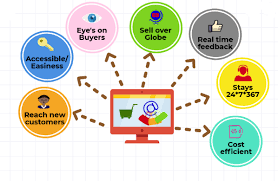 Eye's on
Buyers
Sell over
Globe
Real time
feedback
Accessible/
Easiness
Stays
24*7*367
Reach new
customers
Cost
efficient